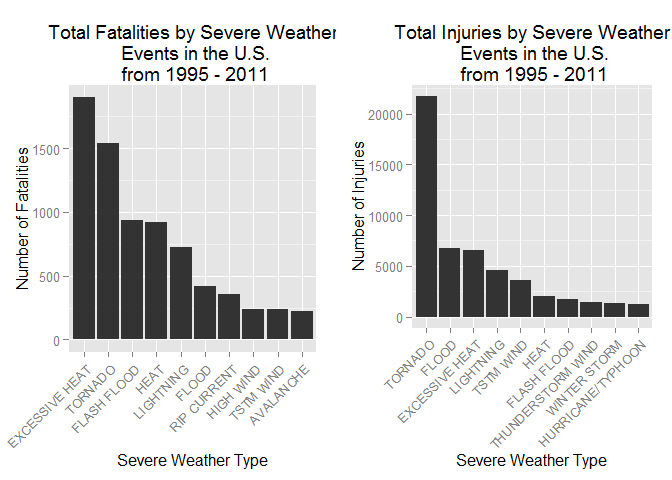 Total Fatalities by Severe Weather
Events in the U.S.
from 1995 - 2011
Number of Fatalities
1500
1000
500
0
EXCESSIVE HEAT
TORNADO
FLASH FLOOD
HEAT
LIGHTNING
FLOOD
RIP CURRENT
HIGH WIND
TSTM WIND
AVALANCHE
Severe Weather Type
Total Injuries by Severe Weather
Events in the U.S.
from 1995 - 2011
Number of Injuries
20000
15000
10000
5000
0
TORNADO
FLOOD
EXCESSIVE HEAT
LIGHTNING
TSTM WIND
HEAT
FLASH FLOOD
THUNDERSTORM WIND
WINTER STORM
HURRICANE/TYPHOON
Severe Weather Type